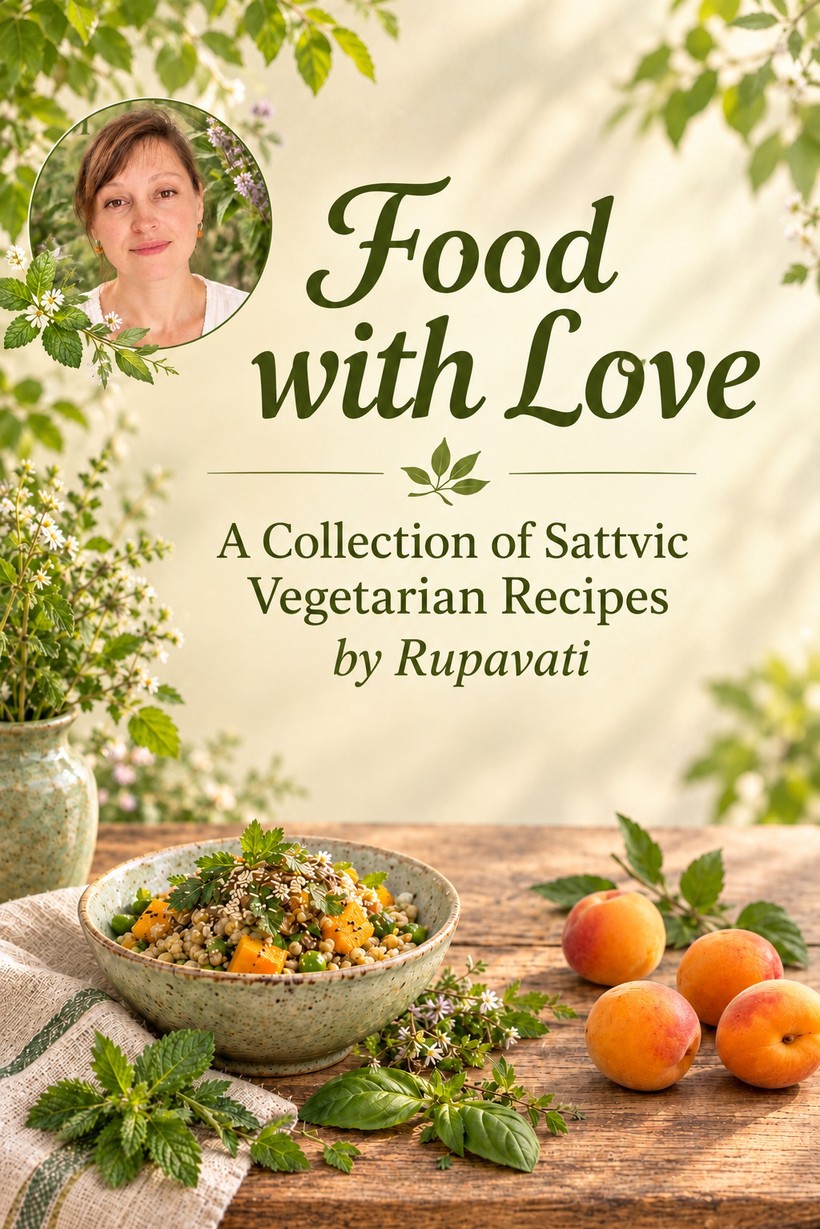 Food
with Love
A Collection of Sattvic
Vegetarian Recipes
by Rupavati